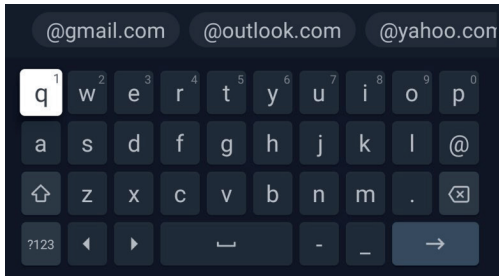 @gmail.com @outlook.com @yahoo.com
q1 w2 e3 r4 t5 y6 u7 i8 o9 p0
a s d f g h j k l @
z x c v b n m .
?123 - _